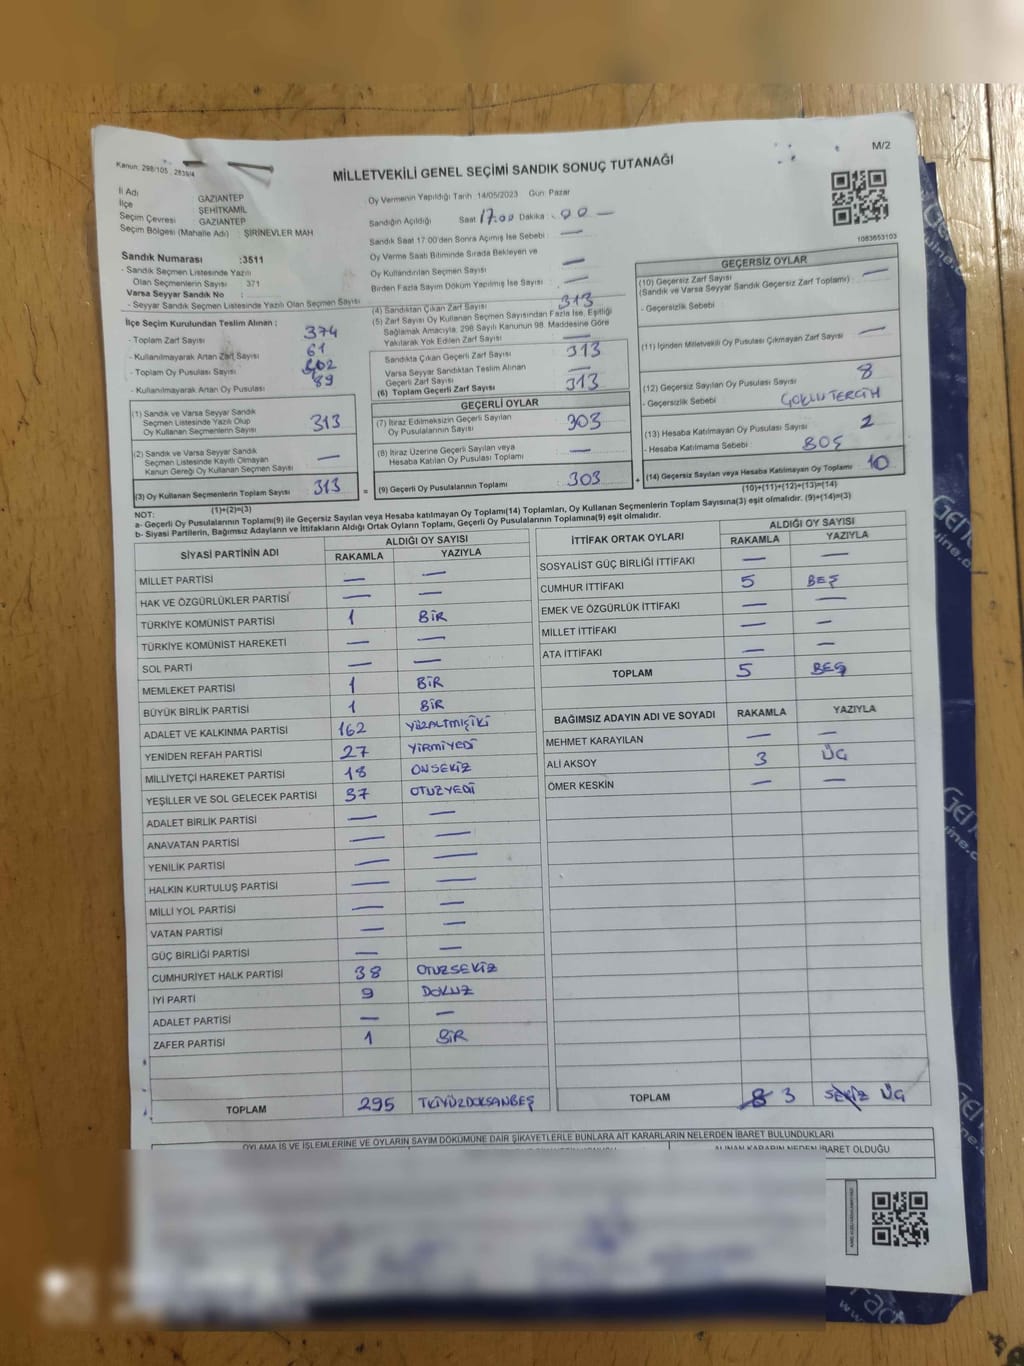 Kanun: 298/105, 2839/4
MİLLETVEKİLİ GENEL SEÇİMİ SANDIK SONUÇ TUTANAĞI
M/2
İl Adı GAZİANTEP
İlçe ŞEHİTKAMİL
Seçim Çevresi : GAZİANTEP
Seçim Bölgesi (Mahalle Adı) : ŞİRİNEVLER MAH
Oy Vermenin Yapıldığı Tarih :14/05/2023 Gün: Pazar
Sandığın Açıldığı Saat 17.00 Dakika : 00 —
Sandık Saat 17:00'den Sonra Açımış İse Sebebi : —
Oy Verme Saati Bitiminde Sırada Bekleyen ve
Oy Kullandırılan Seçmen Sayısı —
Birden Fazla Sayım Döküm Yapılmış İse Sayısı : —
1083653103
Sandık Numarası :3511
- Sandık Seçmen Listesinde Yazılı
Olan Seçmenlerin Sayısı 371
Varsa Seyyar Sandık No :
- Seyyar Sandık Seçmen Listesinde Yazılı Olan Seçmen Sayısı
İlçe Seçim Kurulundan Teslim Alınan :
- Toplam Zarf Sayısı 374
- Kullanılmayarak Artan Zarf Sayısı 61
- Toplam Oy Pusulası Sayısı 402
- Kullanılmayarak Artan Oy Pusulası 89
(1) Sandık ve Varsa Seyyar Sandık
Seçmen Listesinde Yazılı Olup
Oy Kullanan Seçmenlerin Sayısı 313
(2) Sandık ve Varsa Seyyar Sandık
Seçmen Listesinde Kayıtlı Olmayan
Kanun Gereği Oy Kullanan Seçmen Sayısı —
(3) Oy Kullanan Seçmenlerin Toplam Sayısı 313
(1)+(2)=(3)
(4) Sandıktan Çıkan Zarf Sayısı 313
(5) Zarf Sayısı Oy Kullanan Seçmen Sayısından Fazla İse, Eşitliği
Sağlamak Amacıyla, 298 Sayılı Kanunun 98. Maddesine Göre
Yakılarak Yok Edilen Zarf Sayısı —
Sandıkta Çıkan Geçerli Zarf Sayısı 313
Varsa Seyyar Sandıktan Teslim Alınan
Geçerli Zarf Sayısı —
(6) Toplam Geçerli Zarf Sayısı 313
GEÇERLİ OYLAR
(7) İtiraz Edilmeksizin Geçerli Sayılan
Oy Pusulalarının Sayısı 303
(8) İtiraz Üzerine Geçerli Sayılan veya
Hesaba Katılan Oy Pusulaları Toplamı —
= (9) Geçerli Oy Pusulalarının Toplamı 303
GEÇERSİZ OYLAR
(10) Geçersiz Zarf Sayısı
(Sandık ve Varsa Seyyar Sandık Geçersiz Zarf Toplamı) : —
- Geçersizlik Sebebi
(11) İçinden Milletvekili Oy Pusulası Çıkmayan Zarf Sayısı —
(12) Geçersiz Sayılan Oy Pusulası Sayısı 8
- Geçersizlik Sebebi ÇOKLU TERCİH
(13) Hesaba Katılmayan Oy Pusulası Sayısı 2
- Hesaba Katılmama Sebebi : BOŞ
+ (14) Geçersiz Sayılan veya Hesaba Katılmayan Oy Toplamı 10
(10)+(11)+(12)+(13)=(14)
NOT:
a- Geçerli Oy Pusulalarının Toplamı(9) ile Geçersiz Sayılan veya Hesaba katılmayan Oy Toplamı(14) Toplamları, Oy Kullanan Seçmenlerin Toplam Sayısına(3) eşit olmalıdır. (9)+(14)=(3)
b- Siyasi Partilerin, Bağımsız Adayların ve İttifakların Aldığı Ortak Oyların Toplamı, Geçerli Oy Pusulalarının Toplamına(9) eşit olmalıdır.
SİYASİ PARTİNİN ADI ALDIĞI OY SAYISI
RAKAMLA YAZIYLA
MİLLET PARTİSİ — —
HAK VE ÖZGÜRLÜKLER PARTİSİ — —
TÜRKİYE KOMÜNİST PARTİSİ 1 BİR
TÜRKİYE KOMÜNİST HAREKETİ — —
SOL PARTİ — —
MEMLEKET PARTİSİ 1 BİR
BÜYÜK BİRLİK PARTİSİ 1 BİR
ADALET VE KALKINMA PARTİSİ 162 YÜZALTMIŞİKİ
YENİDEN REFAH PARTİSİ 27 YİRMİYEDİ
MİLLİYETÇİ HAREKET PARTİSİ 18 ONSEKİZ
YEŞİLLER VE SOL GELECEK PARTİSİ 37 OTUZYEDİ
ADALET BİRLİK PARTİSİ — —
ANAVATAN PARTİSİ — —
YENİLİK PARTİSİ — —
HALKIN KURTULUŞ PARTİSİ — —
MİLLİ YOL PARTİSİ — —
VATAN PARTİSİ — —
GÜÇ BİRLİĞİ PARTİSİ — —
CUMHURİYET HALK PARTİSİ 38 OTUZSEKİZ
İYİ PARTİ 9 DOKUZ
ADALET PARTİSİ — —
ZAFER PARTİSİ 1 BİR
TOPLAM 295 İKİYÜZDOKSANBEŞ
İTTİFAK ORTAK OYLARI ALDIĞI OY SAYISI
RAKAMLA YAZIYLA
SOSYALİST GÜÇ BİRLİĞİ İTTİFAKI — —
CUMHUR İTTİFAKI 5 BEŞ
EMEK VE ÖZGÜRLÜK İTTİFAKI — —
MİLLET İTTİFAKI — —
ATA İTTİFAKI — —
TOPLAM 5 BEŞ
BAĞIMSIZ ADAYIN ADI VE SOYADI RAKAMLA YAZIYLA
MEHMET KARAYILAN — —
ALİ AKSOY 3 ÜÇ
ÖMER KESKİN — —
TOPLAM 8 3 SEKİZ ÜÇ
OYLAMA İŞ VE İŞLEMLERİNE VE OYLARIN SAYIM DÖKÜMÜNE DAİR ŞİKAYETLERLE BUNLARA AİT KARARLARIN NELERDEN İBARET BULUNDUKLARI
ALINAN KARARIN NEDEN İBARET OLDUĞU